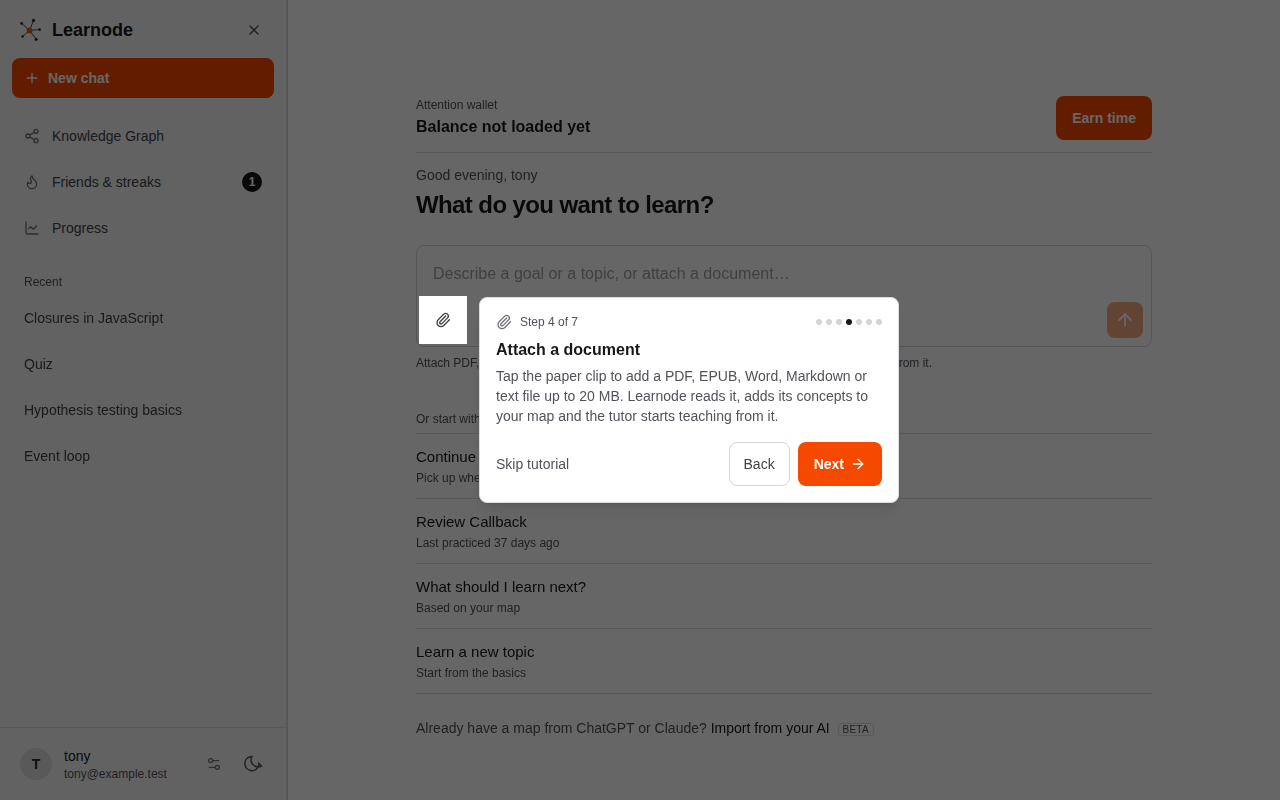 Learnode
New chat
Knowledge Graph
Friends & streaks
1
Progress
Recent
Closures in JavaScript
Quiz
Hypothesis testing basics
Event loop
T
tony
tony@example.test
Attention wallet
Balance not loaded yet
Earn time
Good evening, tony
What do you want to learn?
Describe a goal or a topic, or attach a document…
Attach PDF,
from it.
Step 4 of 7
Attach a document
Tap the paper clip to add a PDF, EPUB, Word, Markdown or
text file up to 20 MB. Learnode reads it, adds its concepts to
your map and the tutor starts teaching from it.
Skip tutorial
Back
Next
Or start with
Continue
Pick up
Review Callback
Last practiced 37 days ago
What should I learn next?
Based on your map
Learn a new topic
Start from the basics
Already have a map from ChatGPT or Claude? Import from your AI BETA